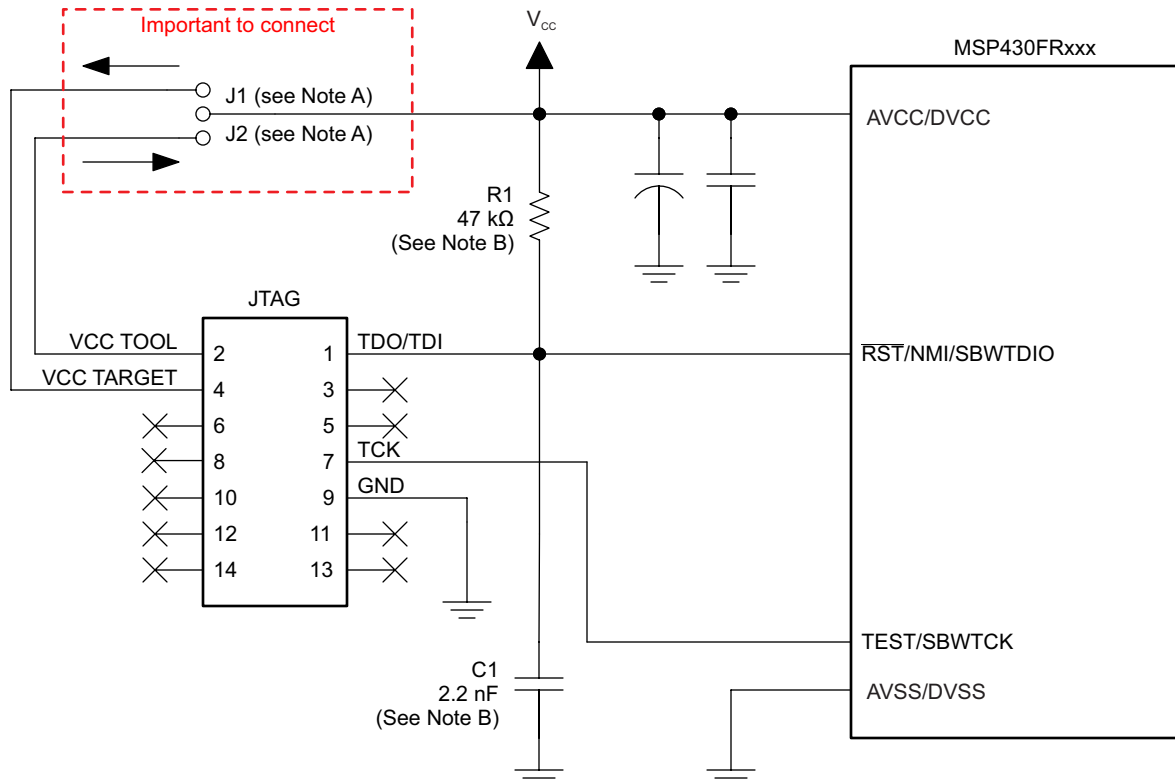 Important to connect
VCC
MSP430FRxxx
J1 (see Note A)
J2 (see Note A)
AVCC/DVCC
R1
47 kΩ
(See Note B)
JTAG
VCC TOOL
2
1
TDO/TDI
RST/NMI/SBWTDIO
VCC TARGET
4
3
6
5
8
7
TCK
10
9
GND
12
11
14
13
TEST/SBWTCK
C1
2.2 nF
(See Note B)
AVSS/DVSS